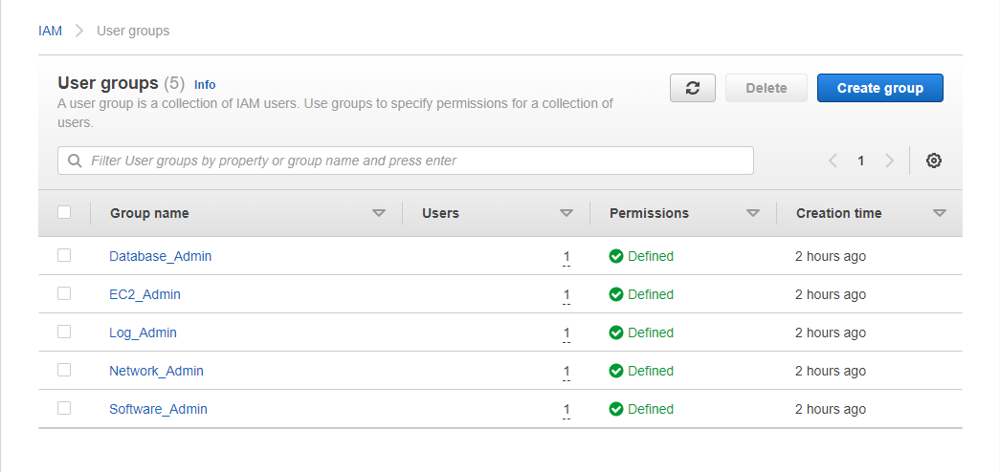 IAM > User groups
User groups (5) Info
A user group is a collection of IAM users. Use groups to specify permissions for a collection of
users.
Delete
Create group
Filter User groups by property or group name and press enter
1
Group name Users Permissions Creation time
Database_Admin 1 Defined 2 hours ago
EC2_Admin 1 Defined 2 hours ago
Log_Admin 1 Defined 2 hours ago
Network_Admin 1 Defined 2 hours ago
Software_Admin 1 Defined 2 hours ago